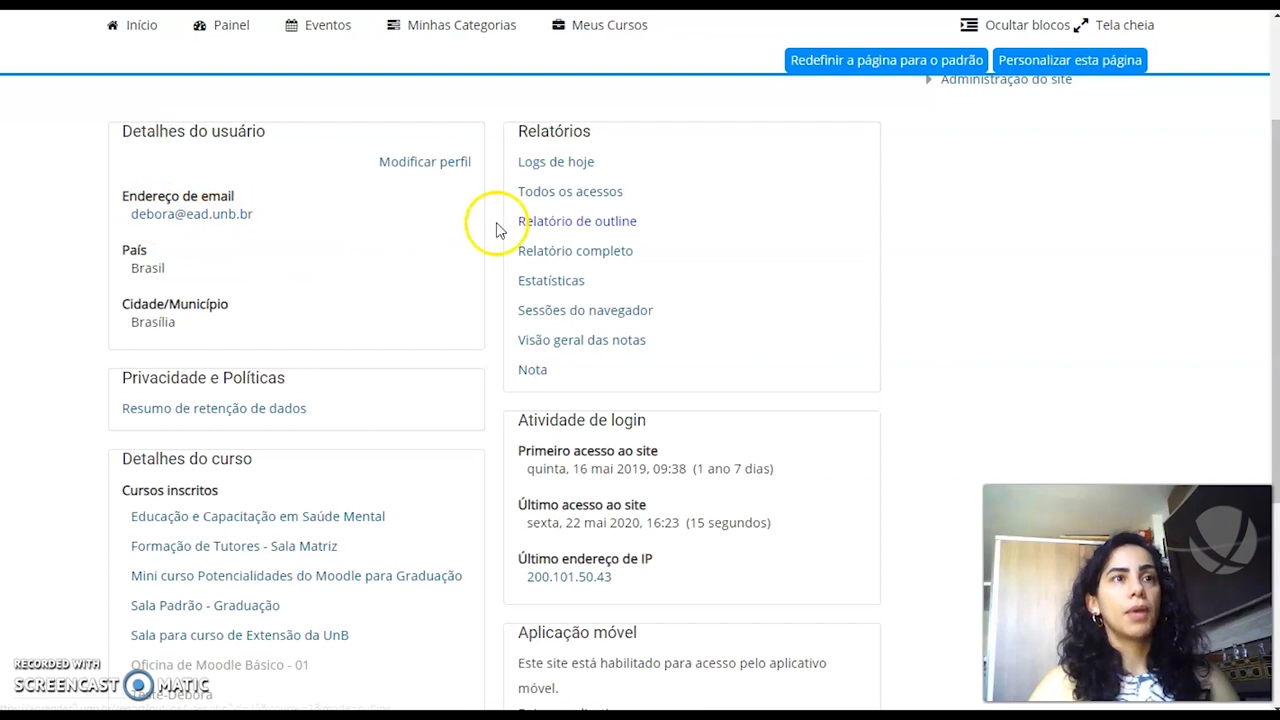 Início Painel Eventos Minhas Categorias Meus Cursos Ocultar blocos Tela cheia
Redefinir a página para o padrão Personalizar esta página
Administração do site
Detalhes do usuário
Modificar perfil
Endereço de email
debora@ead.unb.br
País
Brasil
Cidade/Município
Brasília
Privacidade e Políticas
Resumo de retenção de dados
Detalhes do curso
Cursos inscritos
Educação e Capacitação em Saúde Mental
Formação de Tutores - Sala Matriz
Mini curso Potencialidades do Moodle para Graduação
Sala Padrão - Graduação
Sala para curso de Extensão da UnB
Oficina de Moodle Básico - 01
Teste-Debora
Relatórios
Logs de hoje
Todos os acessos
Relatório de outline
Relatório completo
Estatísticas
Sessões do navegador
Visão geral das notas
Nota
Atividade de login
Primeiro acesso ao site
quinta, 16 mai 2019, 09:38 (1 ano 7 dias)
Último acesso ao site
sexta, 22 mai 2020, 16:23 (15 segundos)
Último endereço de IP
200.101.50.43
Aplicação móvel
Este site está habilitado para acesso pelo aplicativo
móvel.
RECORDED WITH
SCREENCAST MATIC